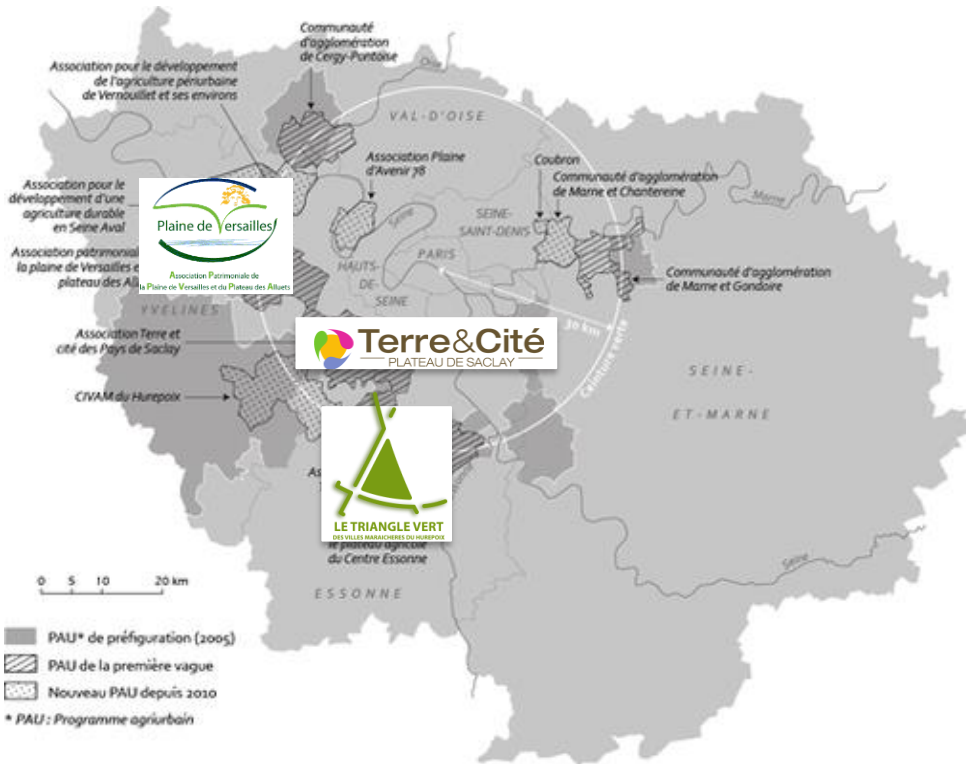 Communauté
d'agglomération
de Cergy-Pontoise
Association pour le développement
de l'agriculture périurbaine
de Vernouillet et ses environs
Oise
VAL-D'OISE
Association Plaine
d'Avenir 78
Coubron
Communauté d'agglomération
de Marne et Chantereine
Marne
Association pour le
développement d'une
agriculture durable
en Seine Aval
Plaine de Versailles
Association Patrimoniale de
la Plaine de Versailles et du Plateau des Alluets
Seine
SEINE-
SAINT-DENIS
PARIS
Association patrimoniale
la plaine de Versailles e
plateau des Allu
HAUTS-
DE-
SEINE
Communauté d'agglomération
de Marne et Gondoire
YVELINES
30 km
Ceinture verte
Association Terre et
cité des Pays de Saclay
Terre&Cité
PLATEAU DE SACLAY
SEINE-
ET-MARNE
CIVAM du Hurepoix
As
LE TRIANGLE VERT
DES VILLES MARAICHERES DU HUREPOIX
le plateau agricole
du Centre Essonne
Seine
ESSONNE
0 5 10 20 km
PAU* de préfiguration (2005)
PAU de la première vague
Nouveau PAU depuis 2010
* PAU : Programme agriurbain